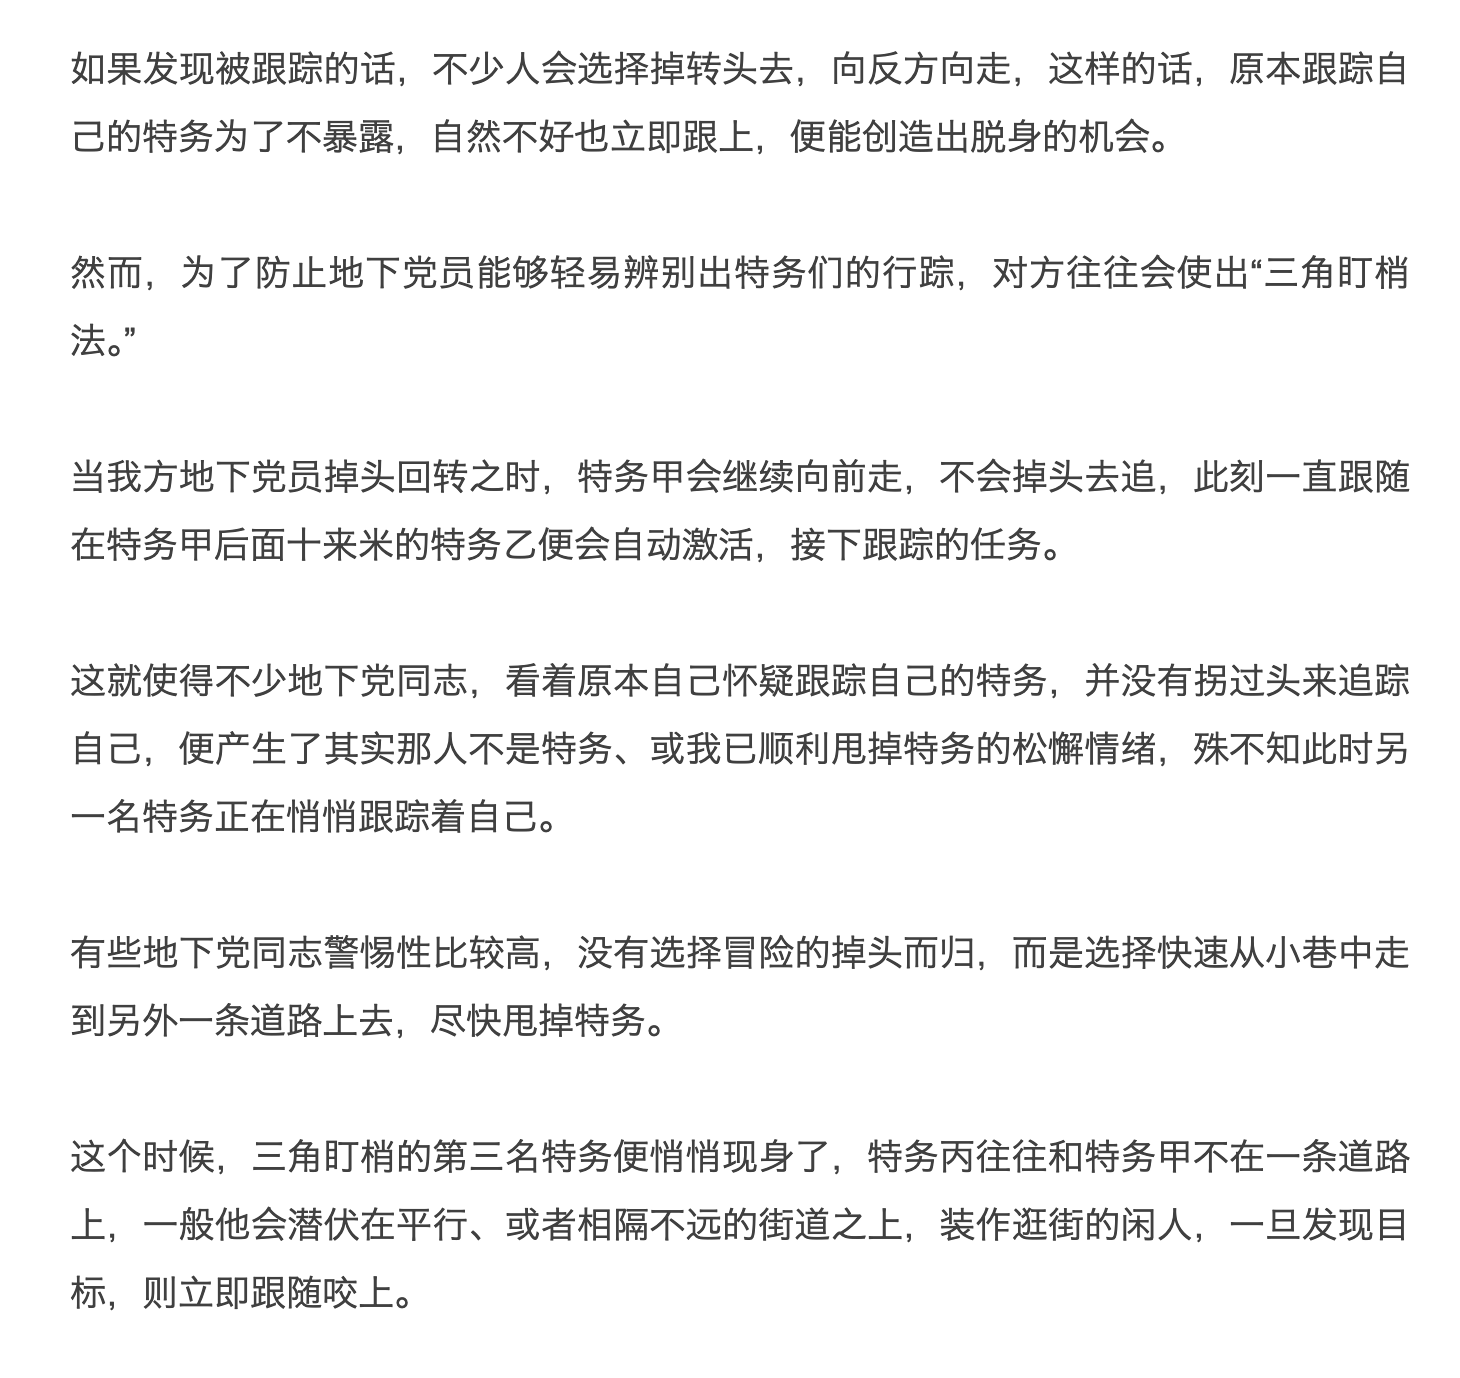 如果发现被跟踪的话，不少人会选择掉转头去，向反方向走，这样的话，原本跟踪自
己的特务为了不暴露，自然不好也立即跟上，便能创造出脱身的机会。
然而，为了防止地下党员能够轻易辨别出特务们的行踪，对方往往会使出“三角盯梢
法。”
当我方地下党员掉头回转之时，特务甲会继续向前走，不会掉头去追，此刻一直跟随
在特务甲后面十来米的特务乙便会自动激活，接下跟踪的任务。
这就使得不少地下党同志，看着原本自己怀疑跟踪自己的特务，并没有拐过头来追踪
自己，便产生了其实那人不是特务、或我已顺利甩掉特务的松懈情绪，殊不知此时另
一名特务正在悄悄跟踪着自己。
有些地下党同志警惕性比较高，没有选择冒险的掉头而归，而是选择快速从小巷中走
到另外一条道路上去，尽快甩掉特务。
这个时候，三角盯梢的第三名特务便悄悄现身了，特务丙往往和特务甲不在一条道路
上，一般他会潜伏在平行、或者相隔不远的街道之上，装作逛街的闲人，一旦发现目
标，则立即跟随咬上。